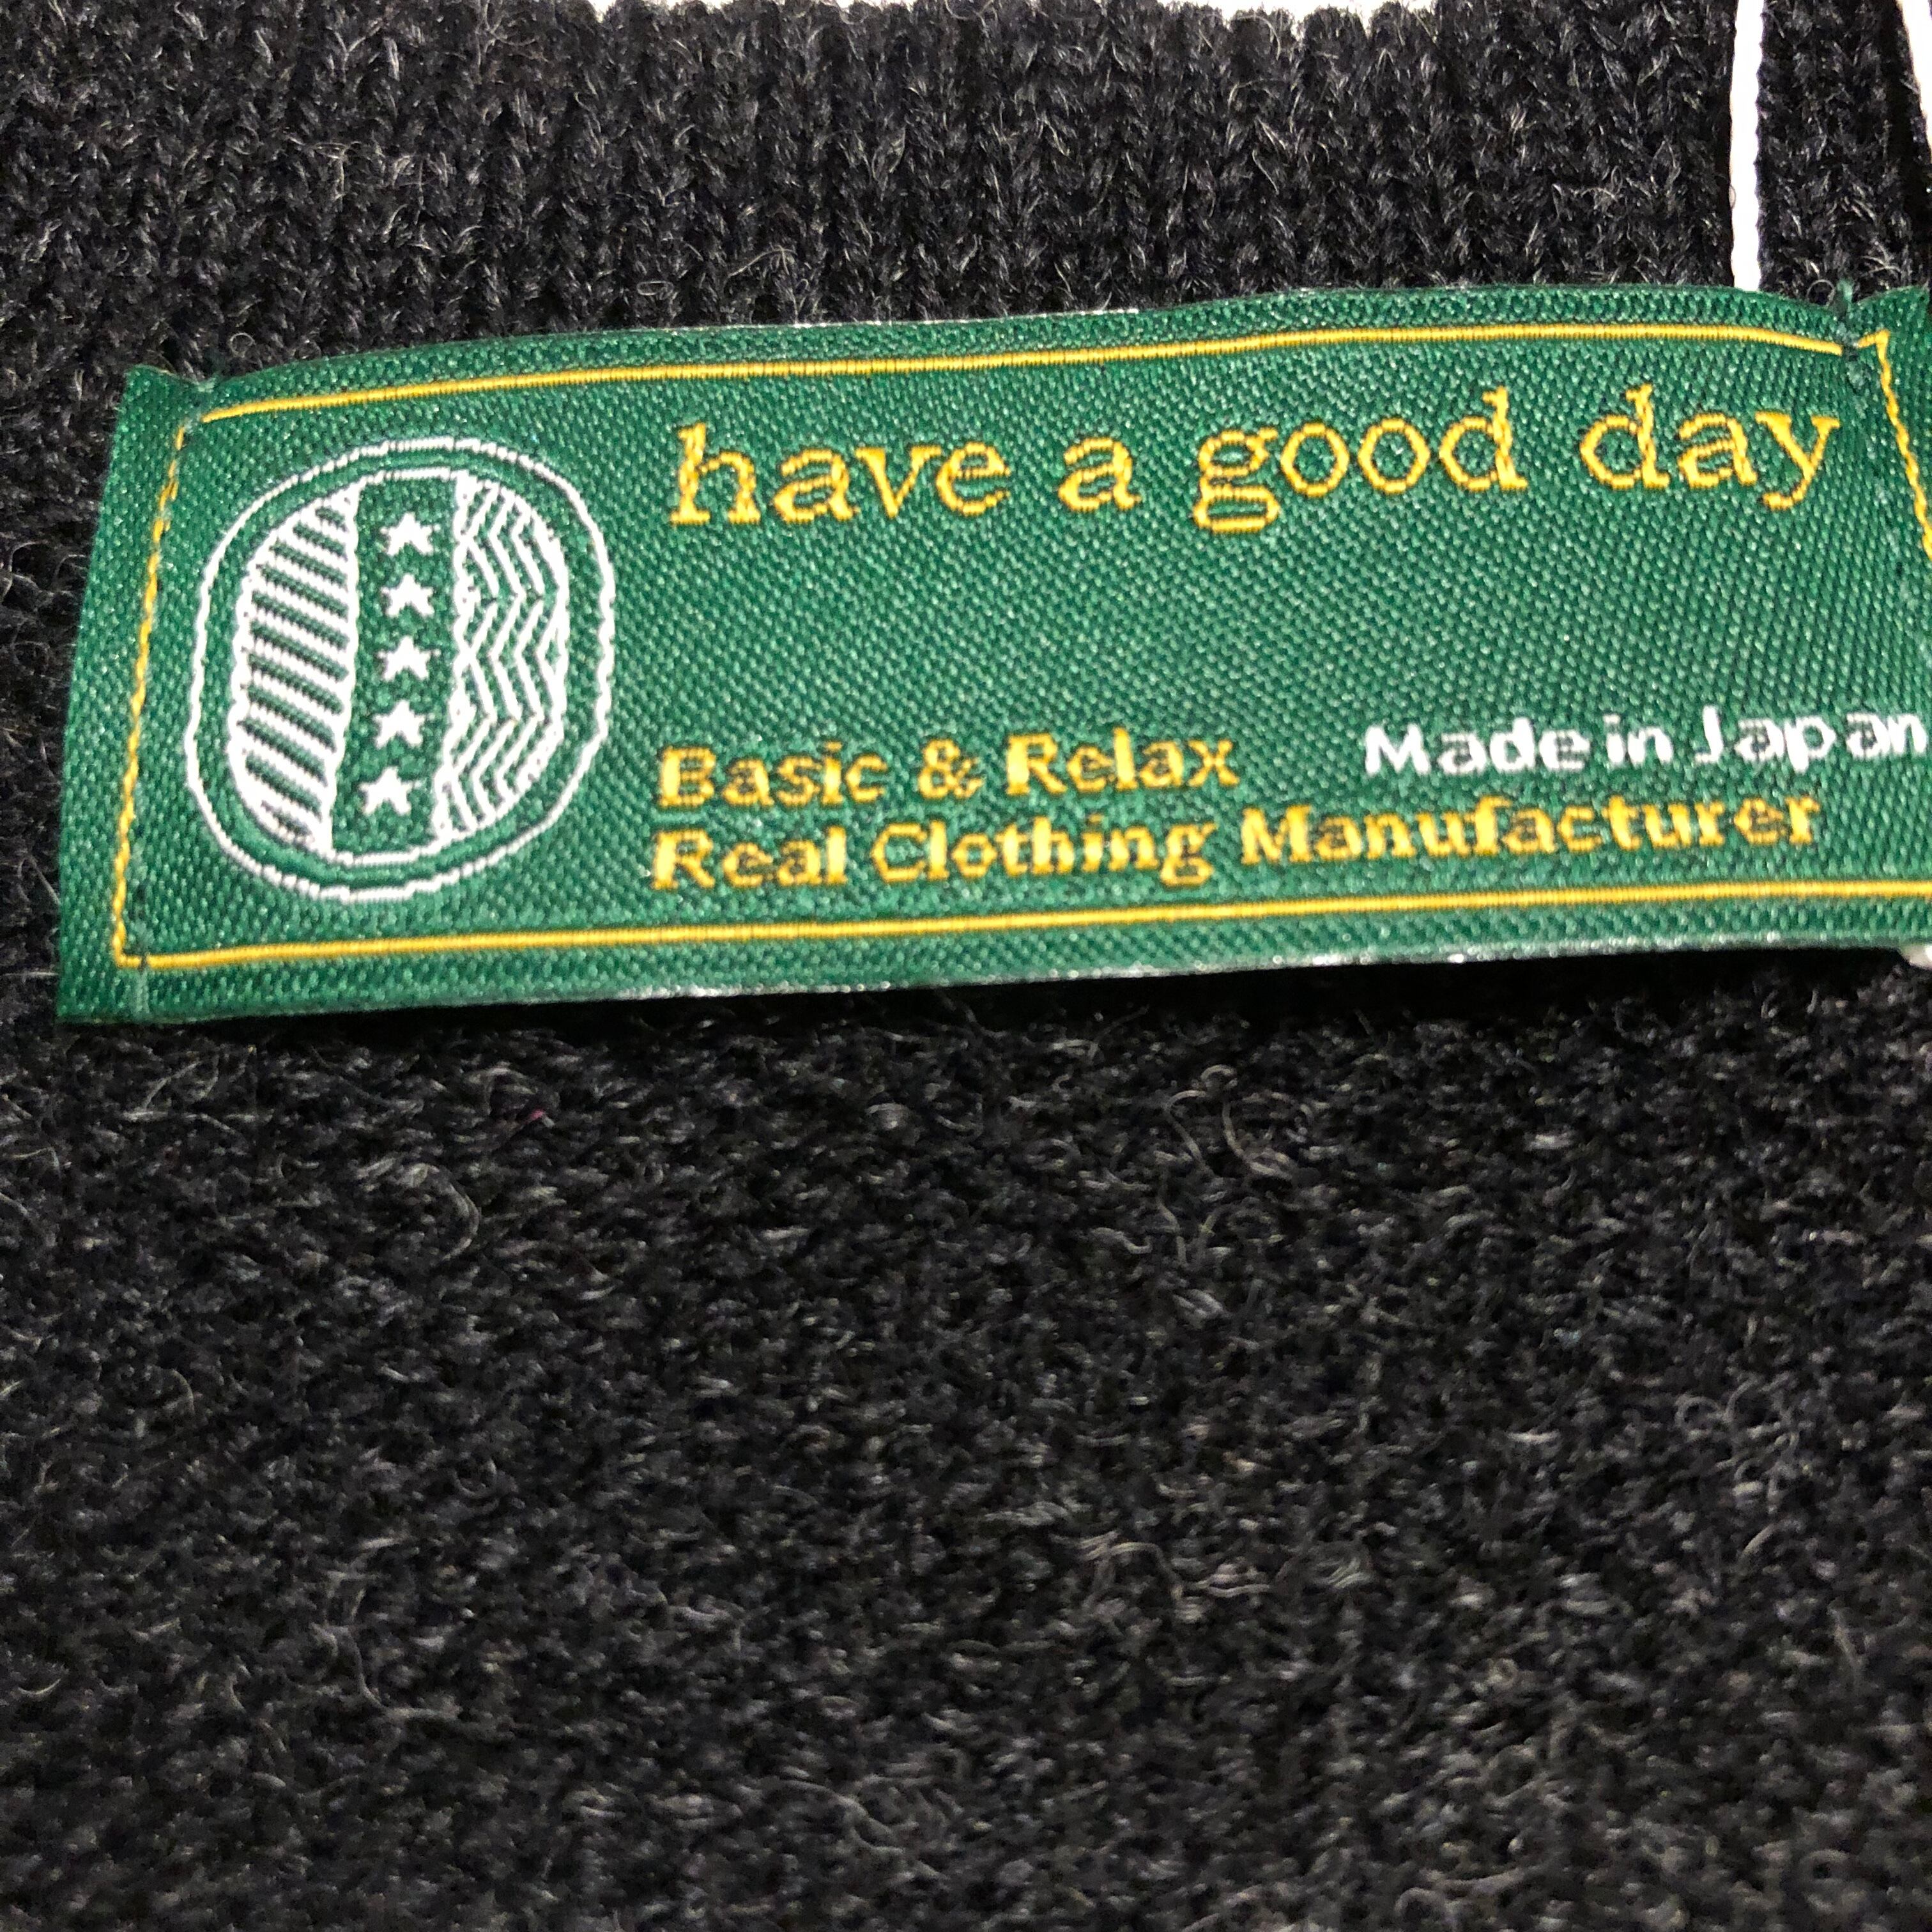 have a good day
Basic & Relax Made in Japan
Real Clothing Manufacturer